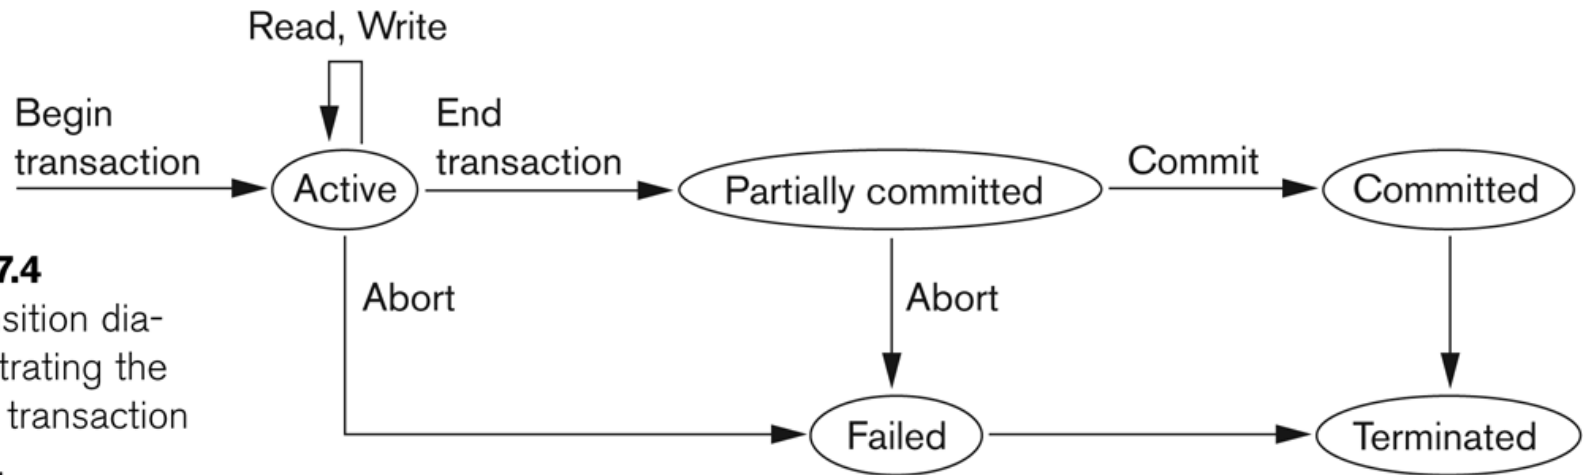 Read, Write
Begin
transaction
End
transaction
Active
Partially committed
Commit
Committed
7.4
sition dia-
trating the
transaction
Abort
Abort
Failed
Terminated